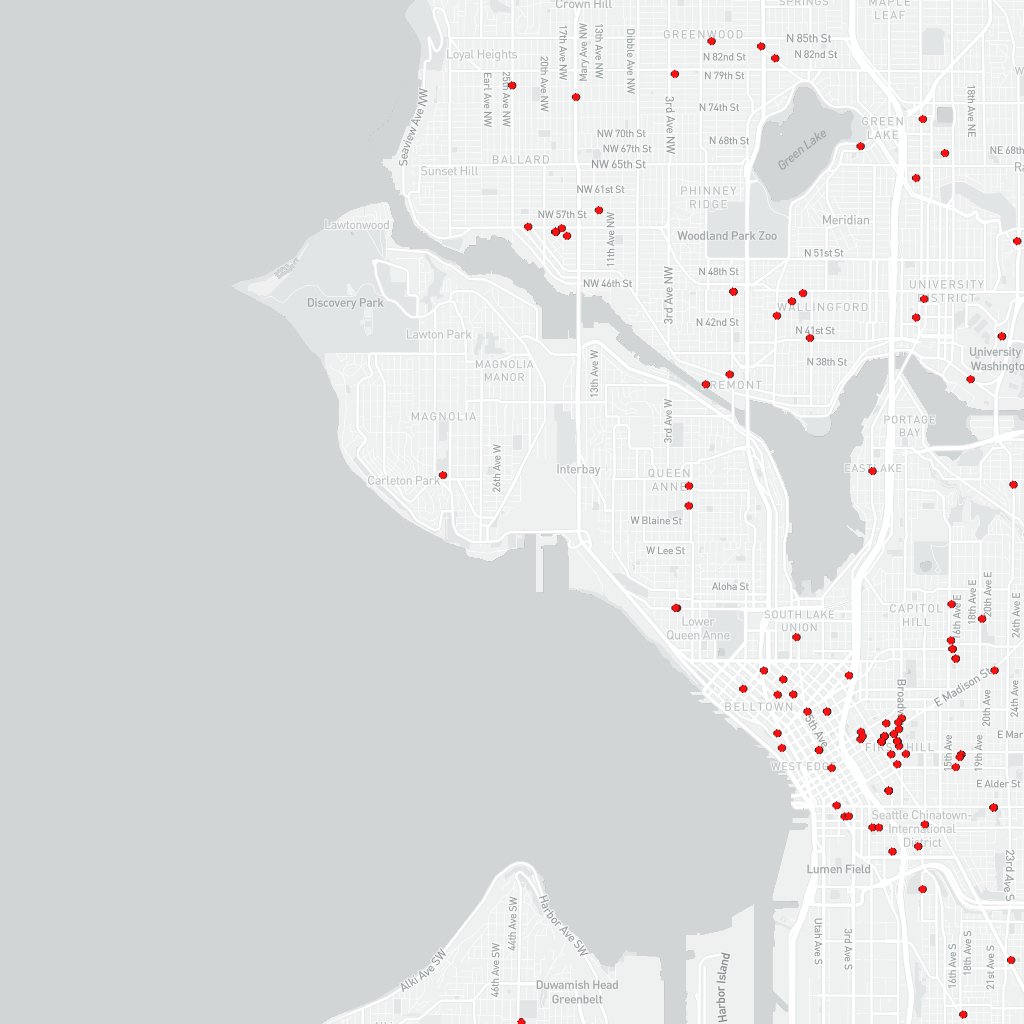 Crown Hill
SPRINGS
MAPLE
LEAF
GREENWOOD
N 85th St
Loyal Heights
17th Ave NW
Mary Ave NW
13th Ave NW
Dibble Ave NW
N 82nd St
N 82nd St
20th Ave NW
Earl Ave NW
25th Ave NW
N 79th St
Seaview Ave NW
3rd Ave NW
N 74th St
18th Ave NE
GREEN
LAKE
NW 70th St
N 68th St
Green Lake
NW 67th St
NE 68th
BALLARD
NW 65th St
Sunset Hill
NW 61st St
PHINNEY
RIDGE
NW 57th St
Meridian
Lawtonwood
11th Ave NW
Woodland Park Zoo
N 51st St
N 48th St
NW 46th St
3rd Ave NW
UNIVERSITY
DISTRICT
Discovery Park
WALLINGFORD
N 42nd St
N 41st St
Lawton Park
University
Washington
N 38th St
MAGNOLIA
MANOR
13th Ave W
FREMONT
MAGNOLIA
3rd Ave W
PORTAGE
BAY
26th Ave W
Interbay
QUEEN
ANNE
EASTLAKE
Carleton Park
W Blaine St
W Lee St
Aloha St
16th Ave E
18th Ave E
20th Ave E
24th Ave E
CAPITOL
HILL
SOUTH LAKE
UNION
Lower
Queen Anne
E Madison St
BELLTOWN
5th Ave
Broadway
20th Ave
24th Ave
FIRST HILL
15th Ave
19th Ave
E Mar
WEST EDGE
E Alder St
Seattle Chinatown-
International
District
Lumen Field
23rd Ave S
44th Ave SW
Harbor Ave SW
Utah Ave S
3rd Ave S
46th Ave SW
Alki Ave SW
Harbor Island
16th Ave S
18th Ave S
21st Ave S
Duwamish Head
Greenbelt